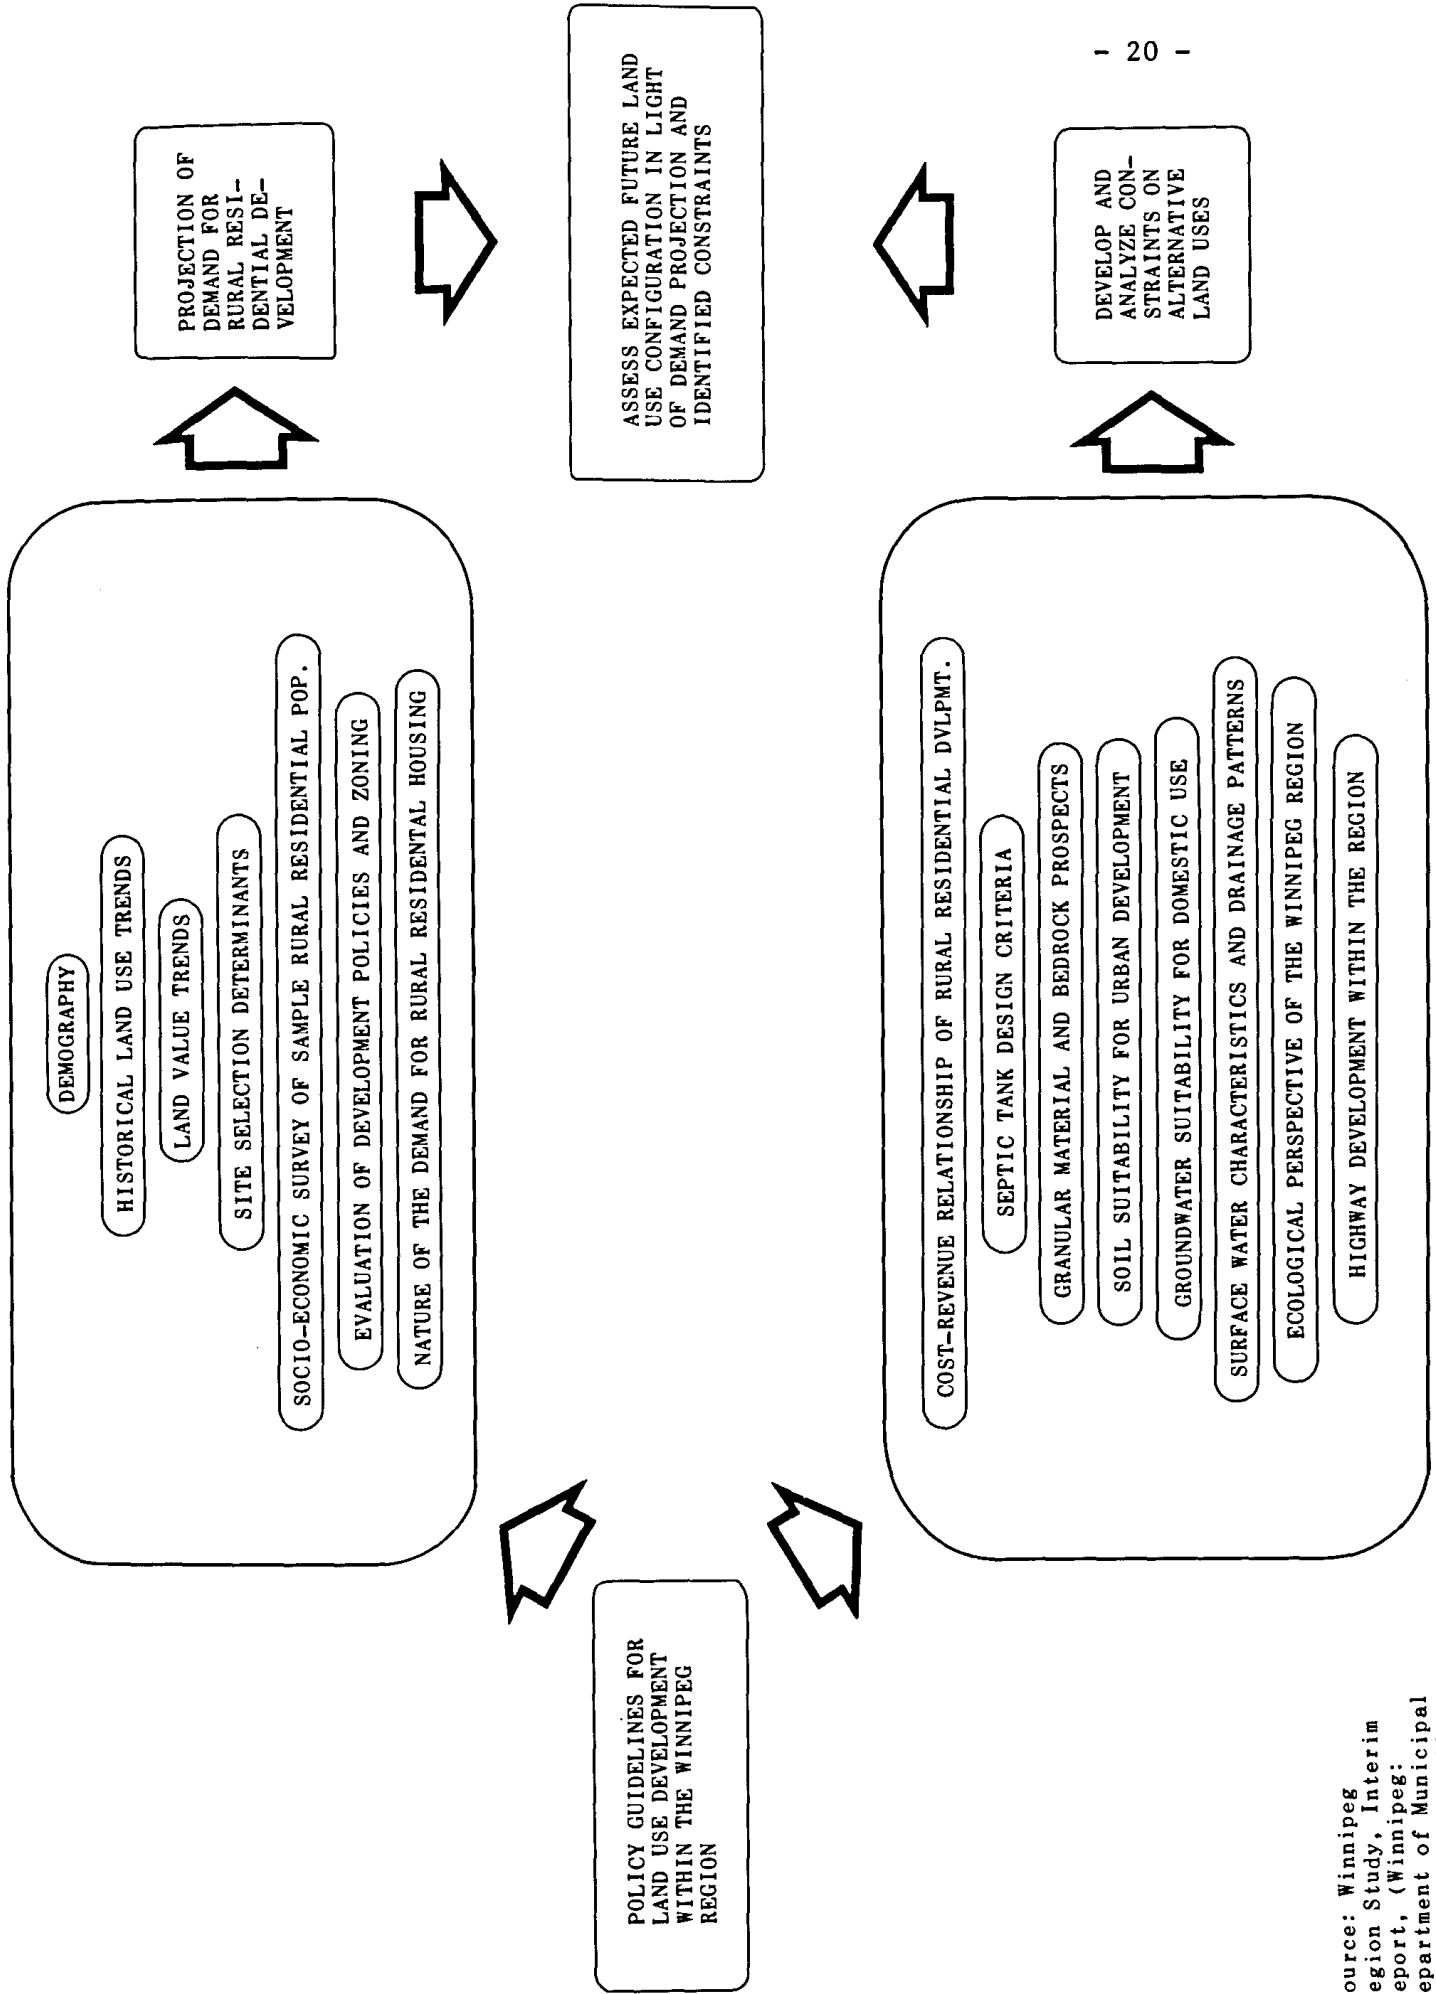 - 20 -
POLICY GUIDELINES FOR
LAND USE DEVELOPMENT
WITHIN THE WINNIPEG
REGION
DEMOGRAPHY
HISTORICAL LAND USE TRENDS
LAND VALUE TRENDS
SITE SELECTION DETERMINANTS
SOCIO-ECONOMIC SURVEY OF SAMPLE RURAL RESIDENTIAL POP.
EVALUATION OF DEVELOPMENT POLICIES AND ZONING
NATURE OF THE DEMAND FOR RURAL RESIDENTAL HOUSING
PROJECTION OF
DEMAND FOR
RURAL RESI-
DENTIAL DE-
VELOPMENT
ASSESS EXPECTED FUTURE LAND
USE CONFIGURATION IN LIGHT
OF DEMAND PROJECTION AND
IDENTIFIED CONSTRAINTS
COST-REVENUE RELATIONSHIP OF RURAL RESIDENTIAL DVLPMT.
SEPTIC TANK DESIGN CRITERIA
GRANULAR MATERIAL AND BEDROCK PROSPECTS
SOIL SUITABILITY FOR URBAN DEVELOPMENT
GROUNDWATER SUITABILITY FOR DOMESTIC USE
SURFACE WATER CHARACTERISTICS AND DRAINAGE PATTERNS
ECOLOGICAL PERSPECTIVE OF THE WINNIPEG REGION
HIGHWAY DEVELOPMENT WITHIN THE REGION
DEVELOP AND
ANALYZE CON-
STRAINTS ON
ALTERNATIVE
LAND USES
ource: Winnipeg
egion Study, Interim
eport, (Winnipeg:
epartment of Municipal